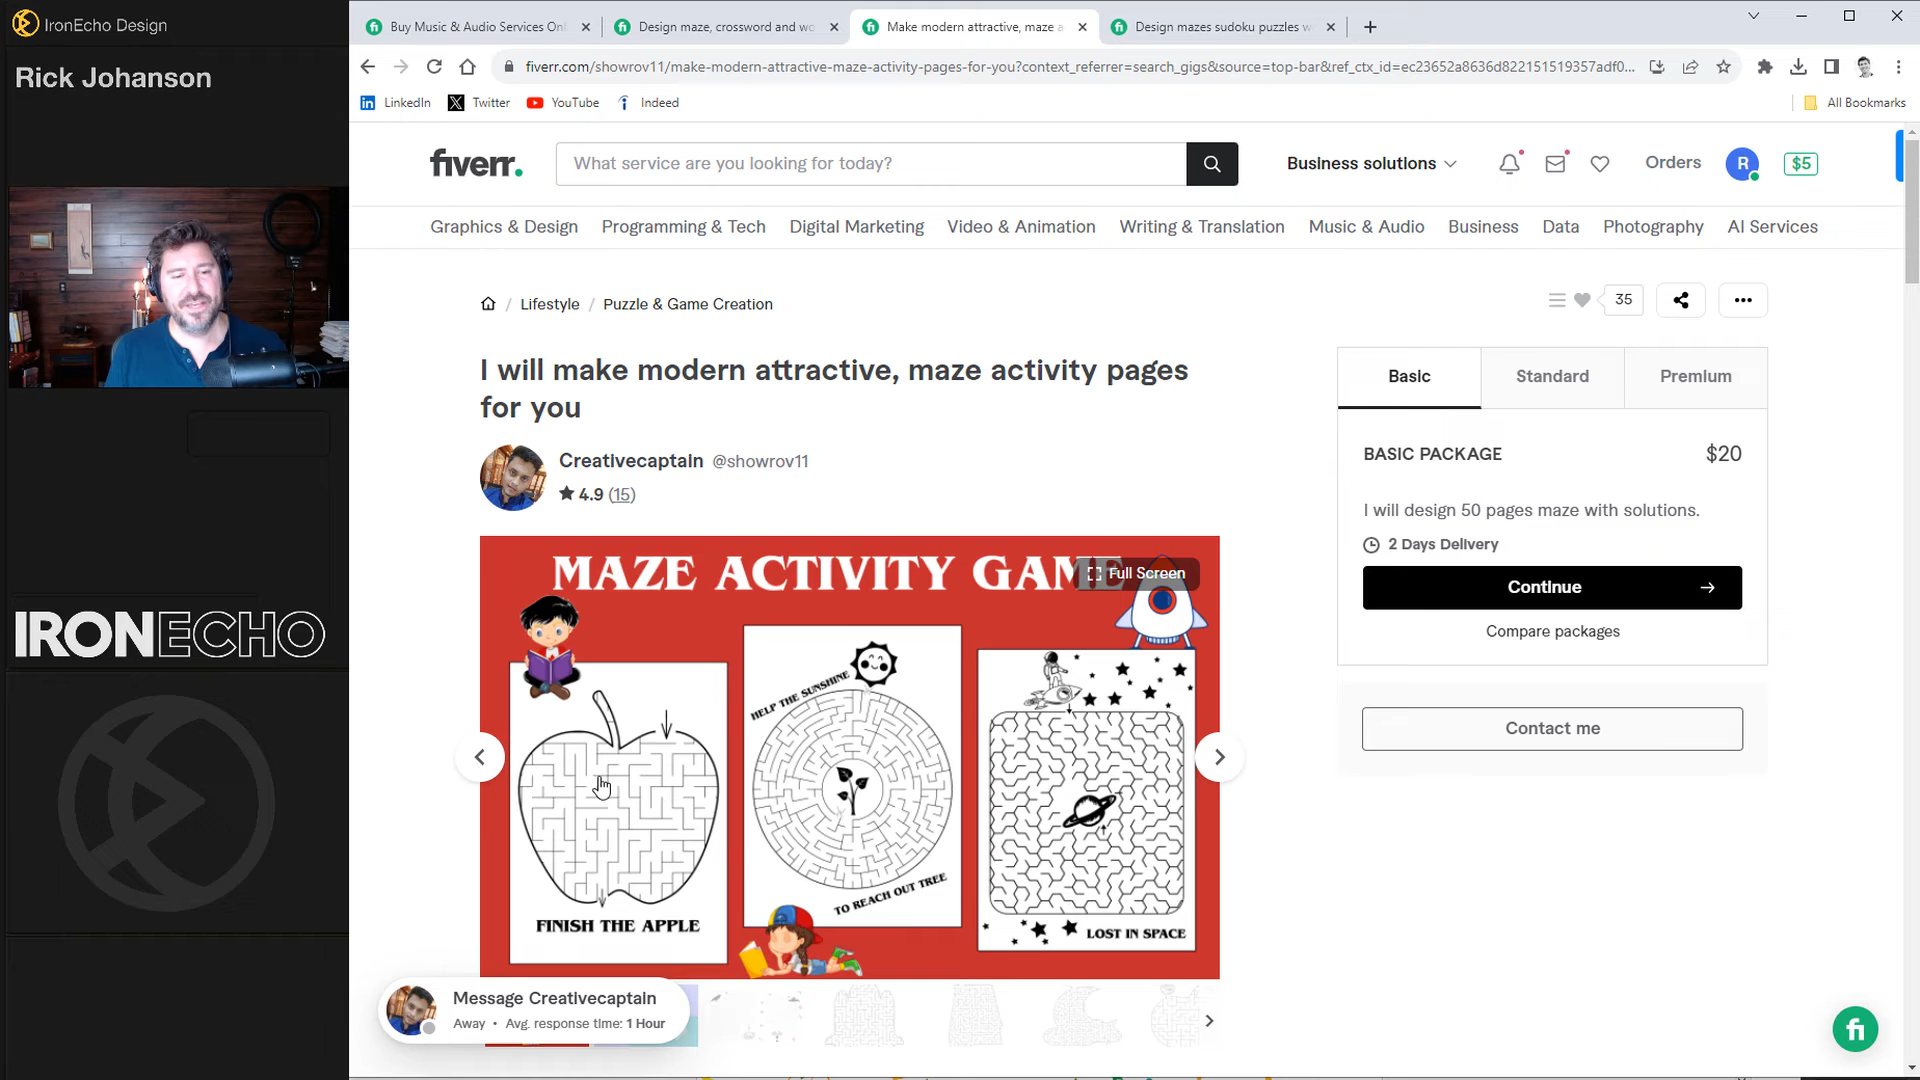 IronEcho Design
Rick Johanson
IRONECHO
Buy Music & Audio Services Onl
Design maze, crossword and wo
Make modern attractive, maze a
Design mazes sudoku puzzles w
fiverr.com/showrov11/make-modern-attractive-maze-activity-pages-for-you?context_referrer=search_gigs&source=top-bar&ref_ctx_id=ec23652a8636d822151519357adf0...
LinkedIn
Twitter
YouTube
Indeed
All Bookmarks
fiverr.
What service are you looking for today?
Business solutions
Orders
R
$5
Graphics & Design
Programming & Tech
Digital Marketing
Video & Animation
Writing & Translation
Music & Audio
Business
Data
Photography
AI Services
/ Lifestyle / Puzzle & Game Creation
35
I will make modern attractive, maze activity pages
for you
Creativecaptain @showrov11
4.9 (15)
MAZE ACTIVITY GAME
Full Screen
HELP THE SUNSHINE
TO REACH OUT TREE
FINISH THE APPLE
LOST IN SPACE
Basic
Standard
Premium
BASIC PACKAGE
$20
I will design 50 pages maze with solutions.
2 Days Delivery
Continue
Compare packages
Contact me
Message Creativecaptain
Away • Avg. response time: 1 Hour
fi